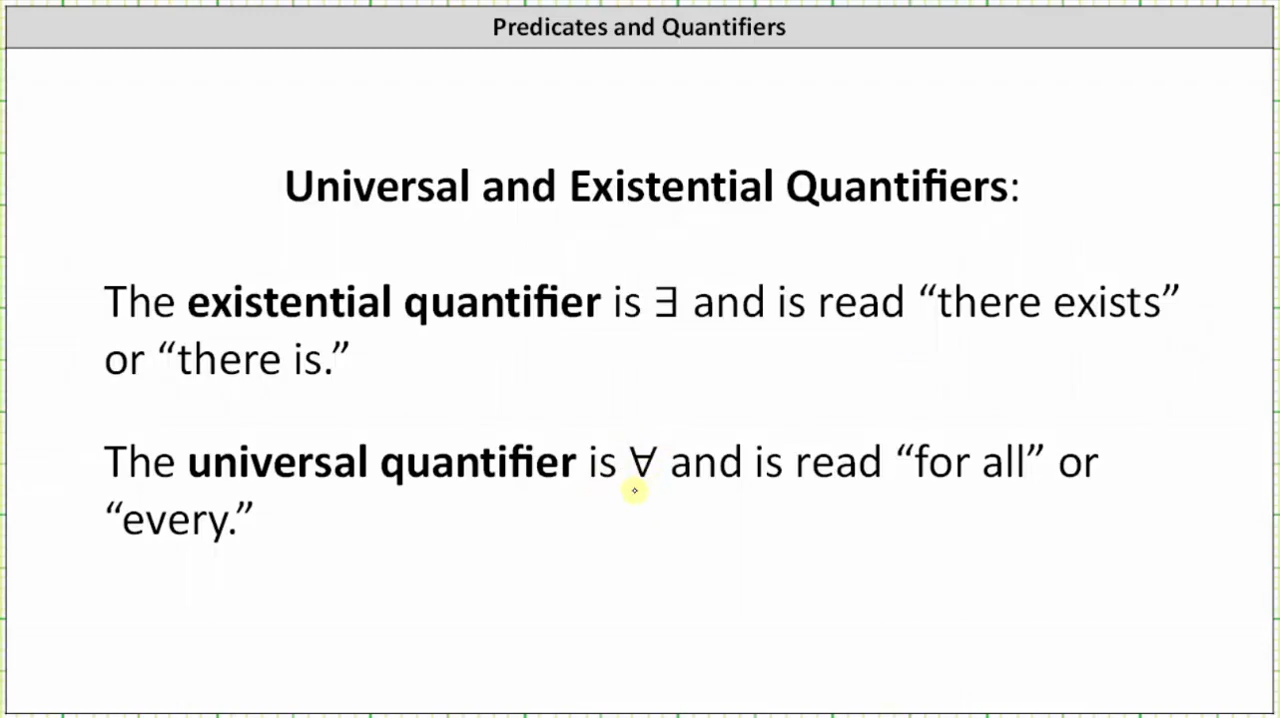 Predicates and Quantifiers
Universal and Existential Quantifiers:
The existential quantifier is ∃ and is read “there exists”
or “there is.”
The universal quantifier is ∀ and is read “for all” or
“every.”